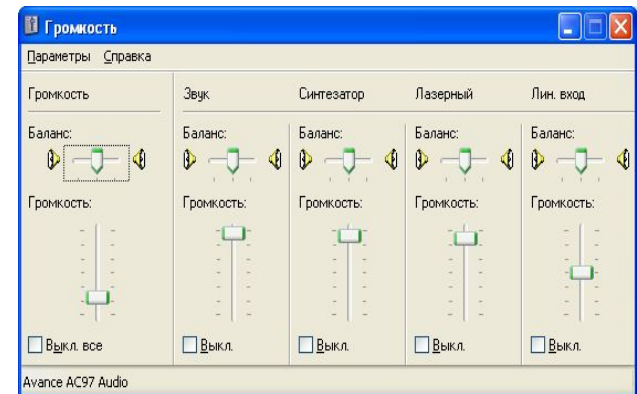 Громкость
Параметры Справка
Громкость Звук Синтезатор Лазерный Лин. вход
Баланс: Баланс: Баланс: Баланс: Баланс:
Громкость: Громкость: Громкость: Громкость: Громкость:
Выкл. все Выкл. Выкл. Выкл. Выкл.
Avance AC97 Audio